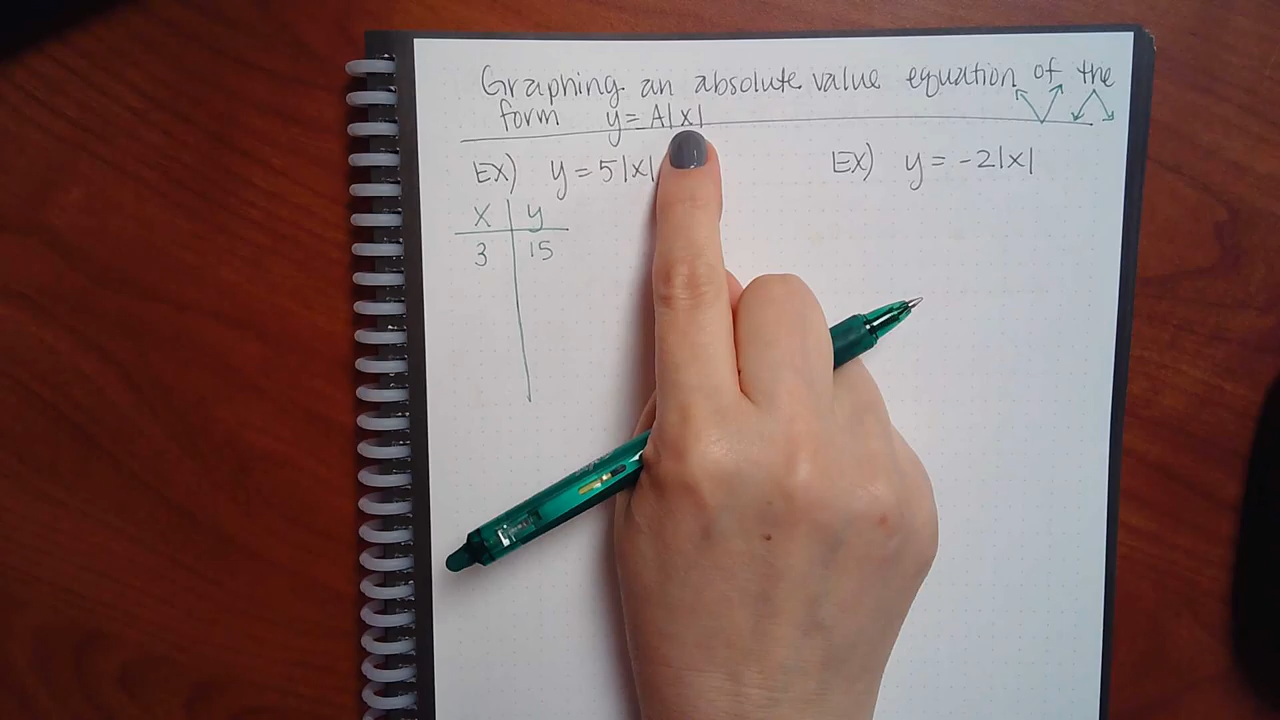 Graphing an absolute value equation of the
form y = A|x|
EX) y = 5|x|
EX) y = -2|x|
x y
3 15